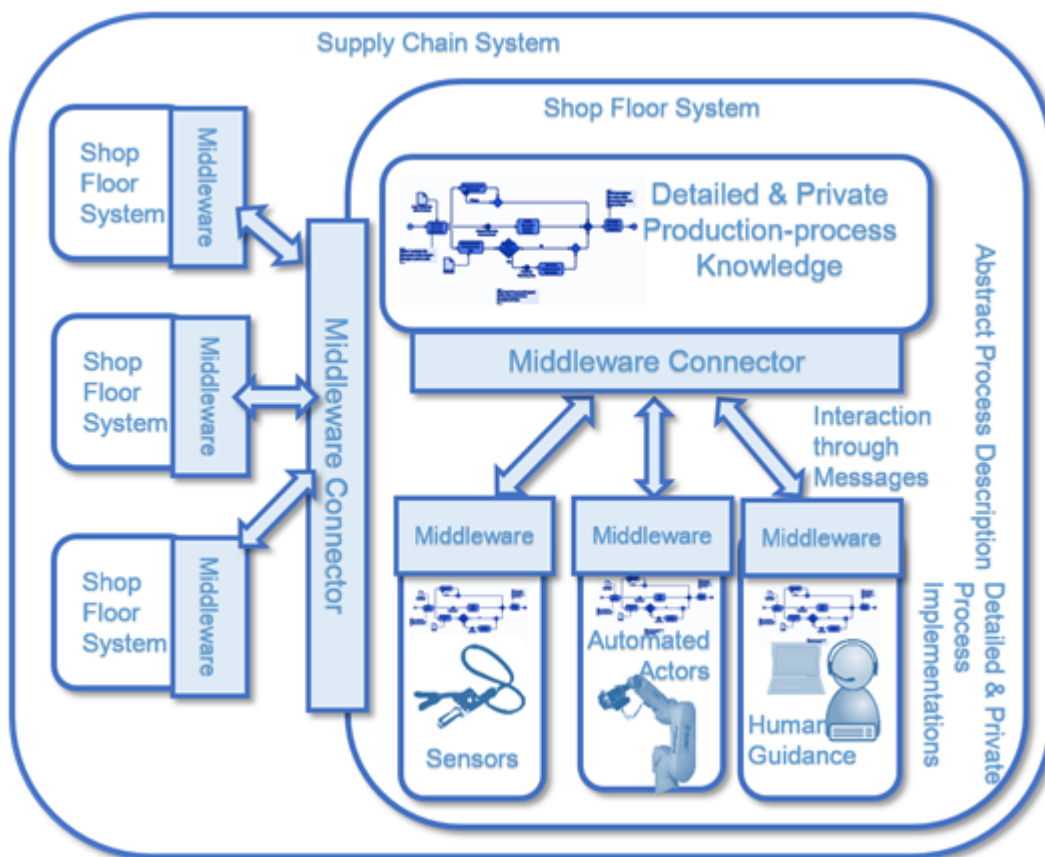 Supply Chain System
Shop Floor System
Shop
Floor
System
Middleware
Shop
Floor
System
Middleware
Shop
Floor
System
Middleware
Middleware Connector
Detailed & Private
Production-process
Knowledge
Middleware Connector
Interaction
through
Messages
Middleware
Sensors
Middleware
Automated
Actors
Middleware
Human
Guidance
Abstract Process Description
Detailed & Private
Process
Implementations